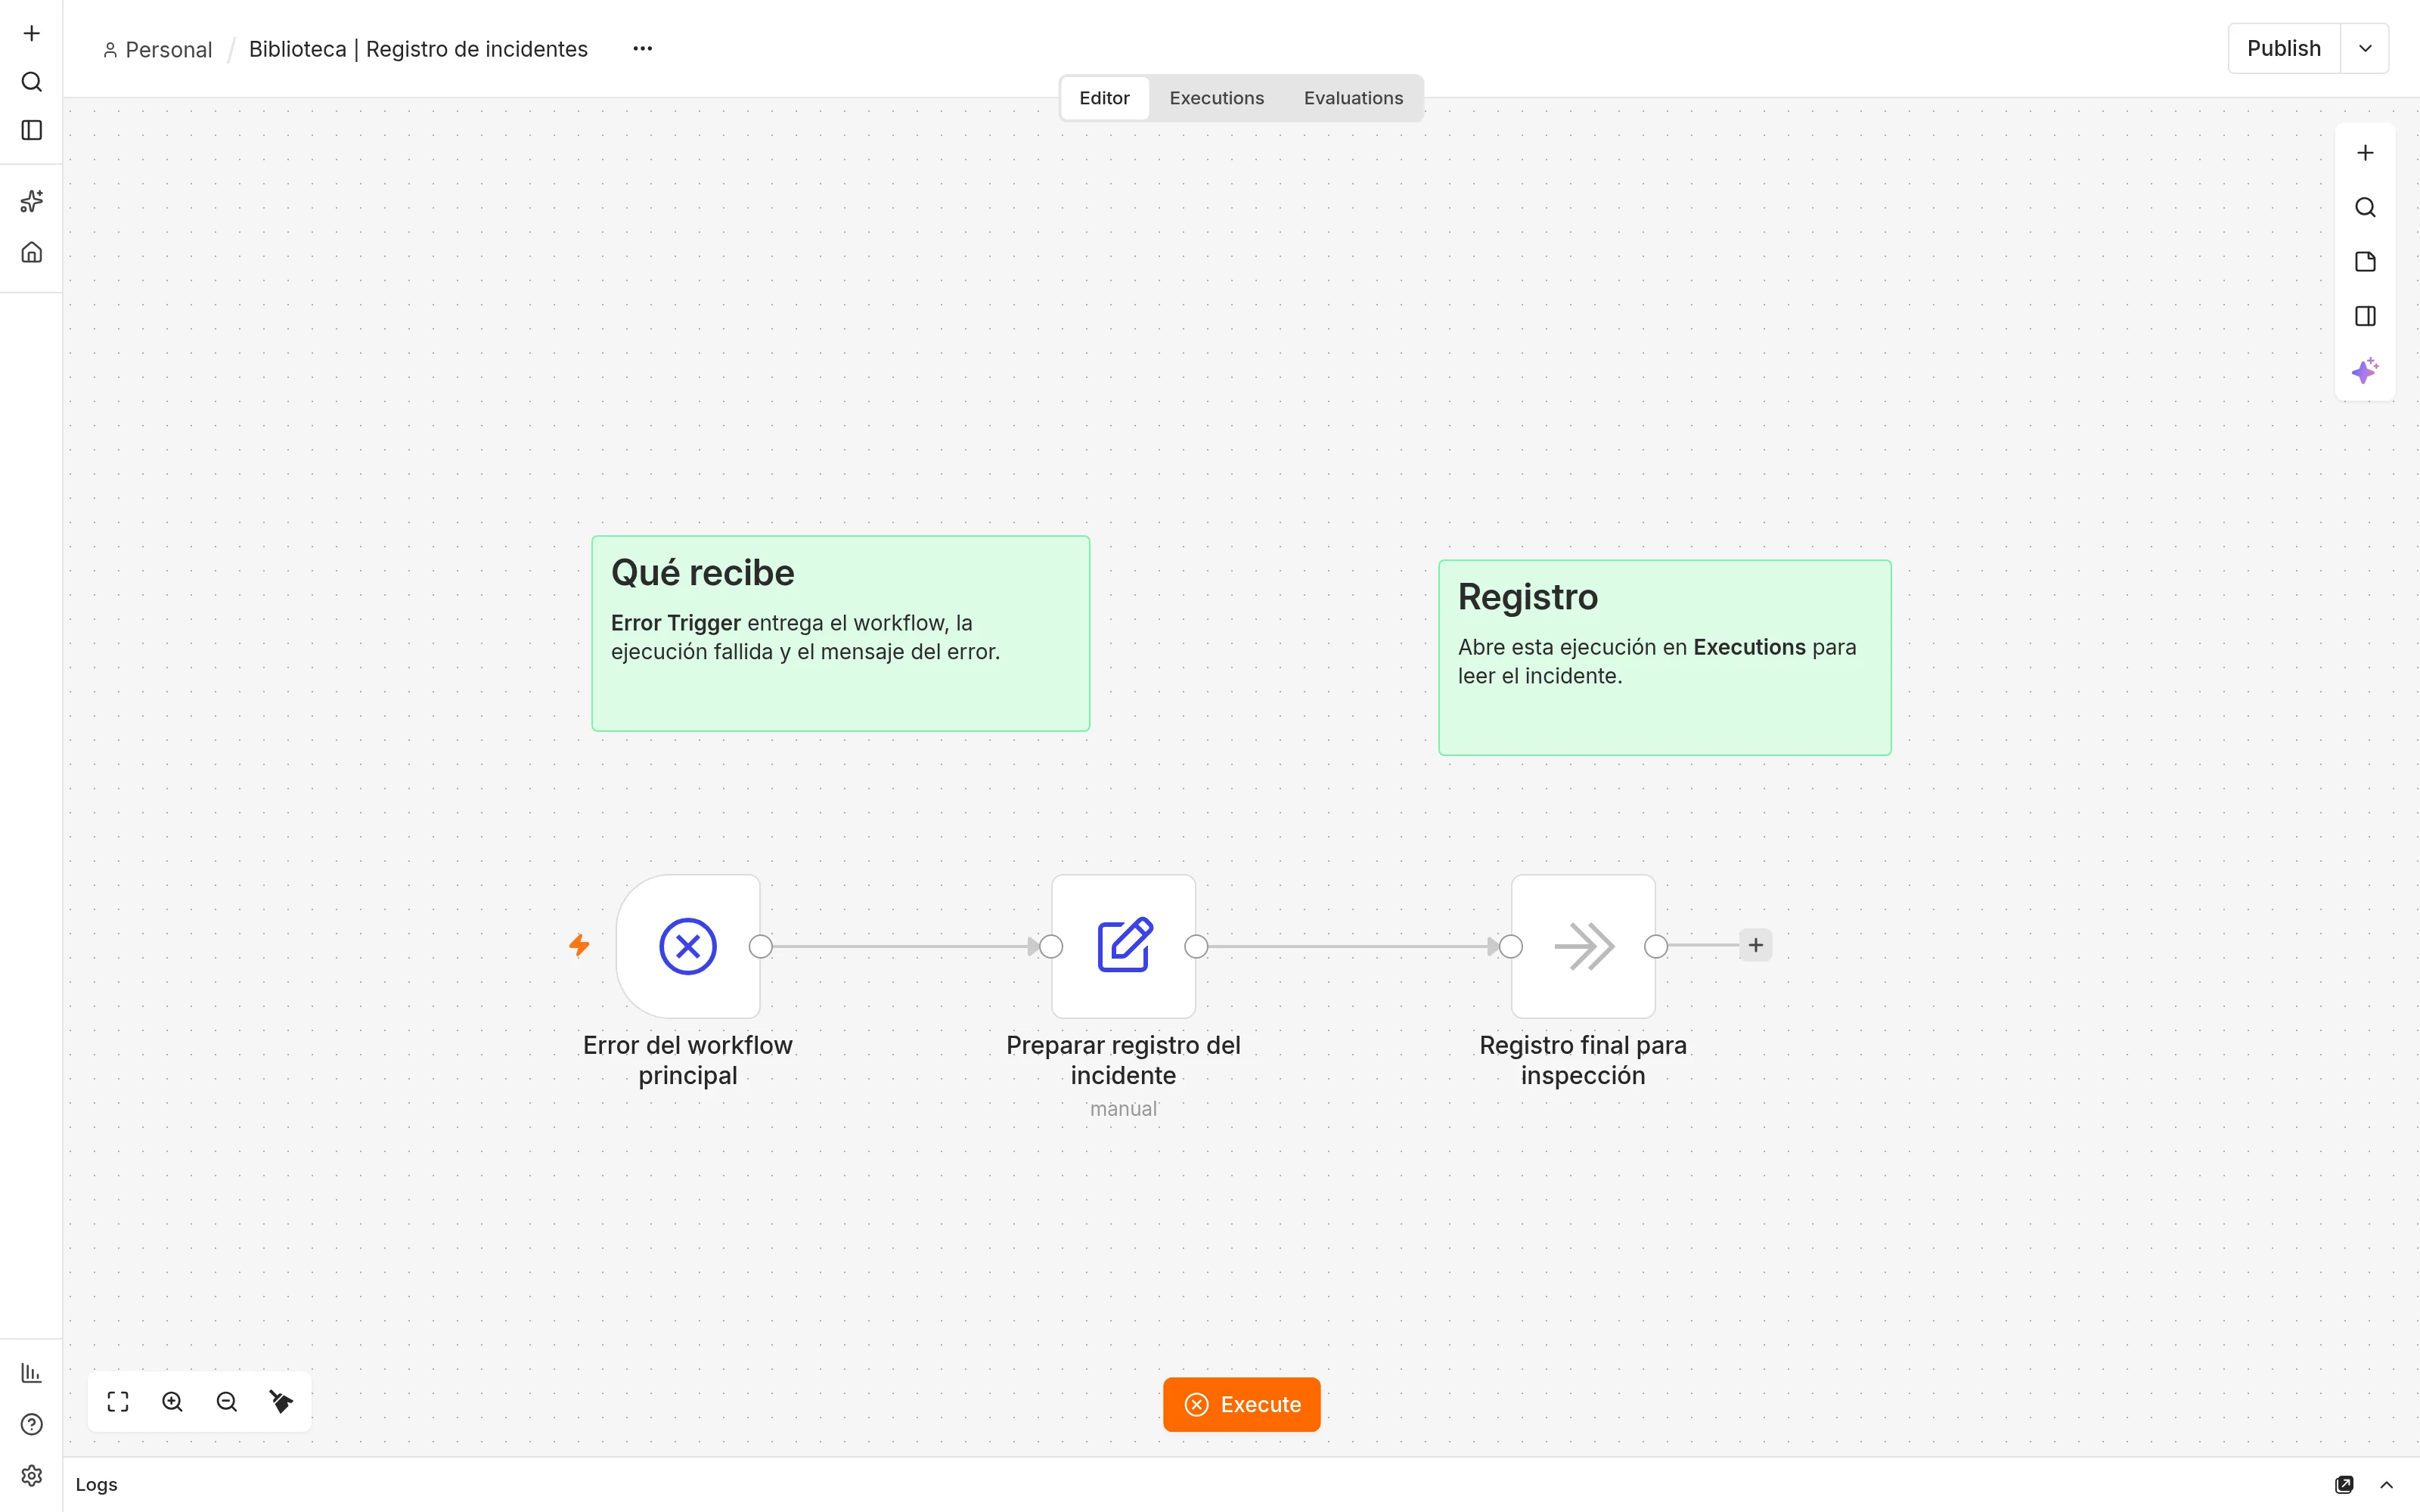 Personal / Biblioteca | Registro de incidentes
Publish
Editor Executions Evaluations
Qué recibe
Error Trigger entrega el workflow, la
ejecución fallida y el mensaje del error.
Registro
Abre esta ejecución en Executions para
leer el incidente.
Error del workflow
principal
Preparar registro del
incidente
manual
Registro final para
inspección
Execute
Logs